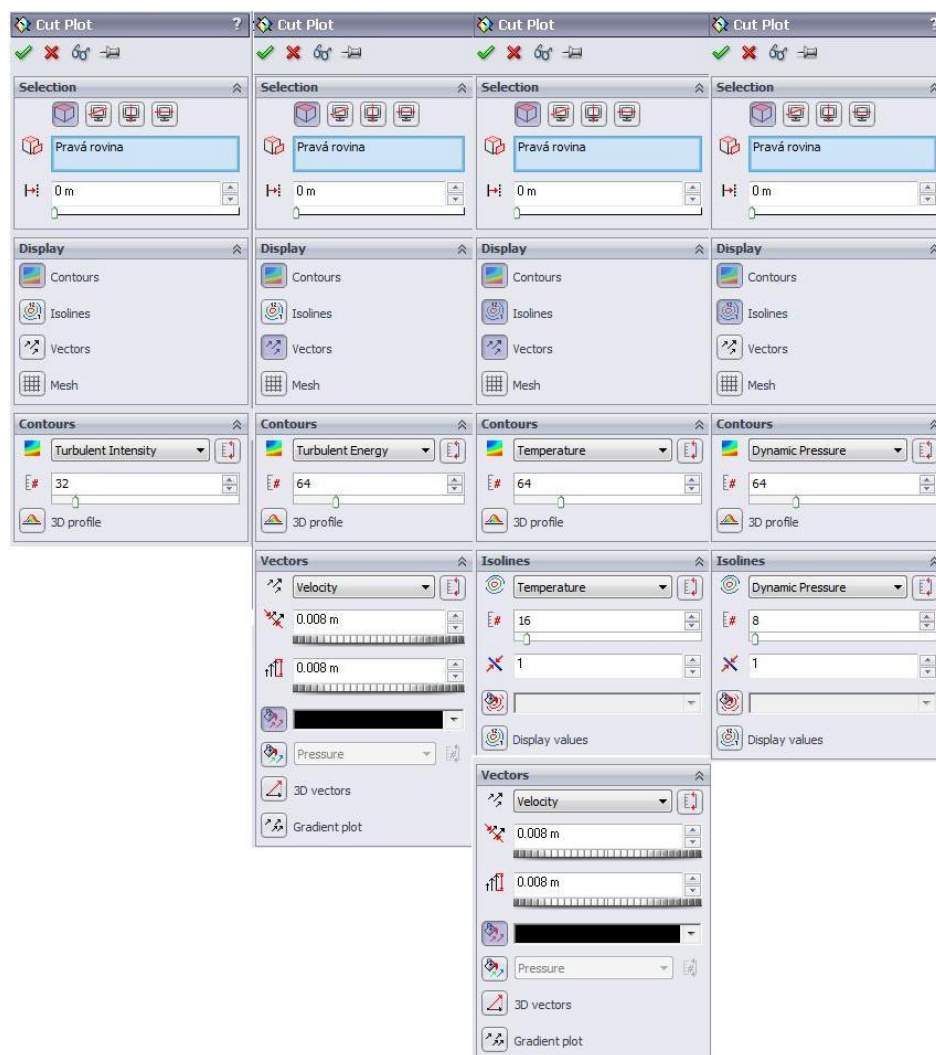 Cut Plot ?
Selection
Pravá rovina
0 m
Display
Contours
Isolines
Vectors
Mesh
Contours
Turbulent Intensity
32
3D profile
Cut Plot
Selection
Pravá rovina
0 m
Display
Contours
Isolines
Vectors
Mesh
Contours
Turbulent Energy
64
3D profile
Vectors
Velocity
0.008 m
0.008 m
Pressure
3D vectors
Gradient plot
Cut Plot
Selection
Pravá rovina
0 m
Display
Contours
Isolines
Vectors
Mesh
Contours
Temperature
64
3D profile
Isolines
Temperature
16
1
Display values
Vectors
Velocity
0.008 m
0.008 m
Pressure
3D vectors
Gradient plot
Cut Plot ?
Selection
Pravá rovina
0 m
Display
Contours
Isolines
Vectors
Mesh
Contours
Dynamic Pressure
64
3D profile
Isolines
Dynamic Pressure
8
1
Display values